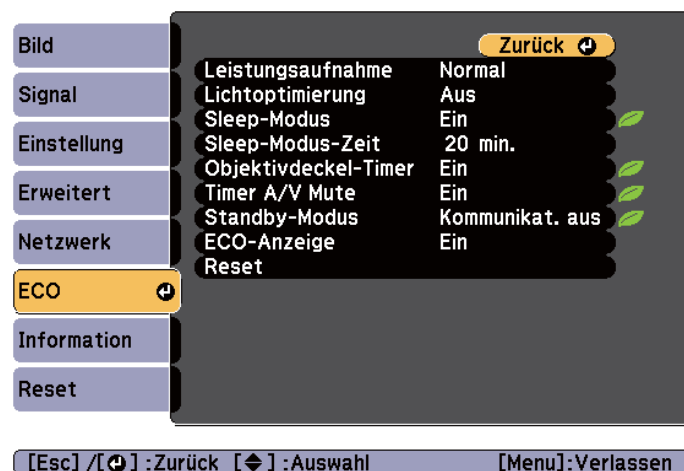 Bild
Signal
Einstellung
Erweitert
Netzwerk
ECO
Information
Reset
Zurück
Leistungsaufnahme Normal
Lichtoptimierung Aus
Sleep-Modus Ein
Sleep-Modus-Zeit 20 min.
Objektivdeckel-Timer Ein
Timer A/V Mute Ein
Standby-Modus Kommunikat. aus
ECO-Anzeige Ein
Reset
[Esc] /[⏎] :Zurück [◆] :Auswahl [Menu]:Verlassen